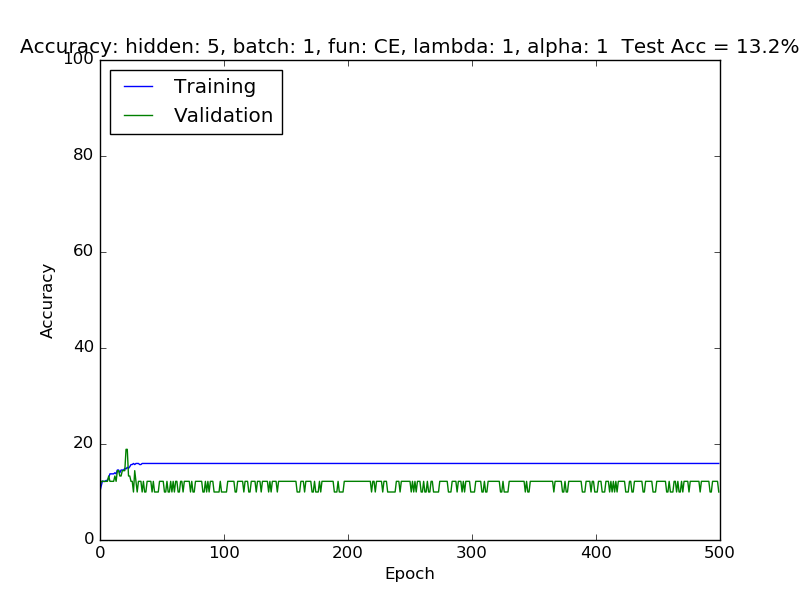 Accuracy: hidden: 5, batch: 1, fun: CE, lambda: 1, alpha: 1  Test Acc = 13.2%
100
Training
Validation
80
60
Accuracy
40
20
0
0 100 200 300 400 500
Epoch